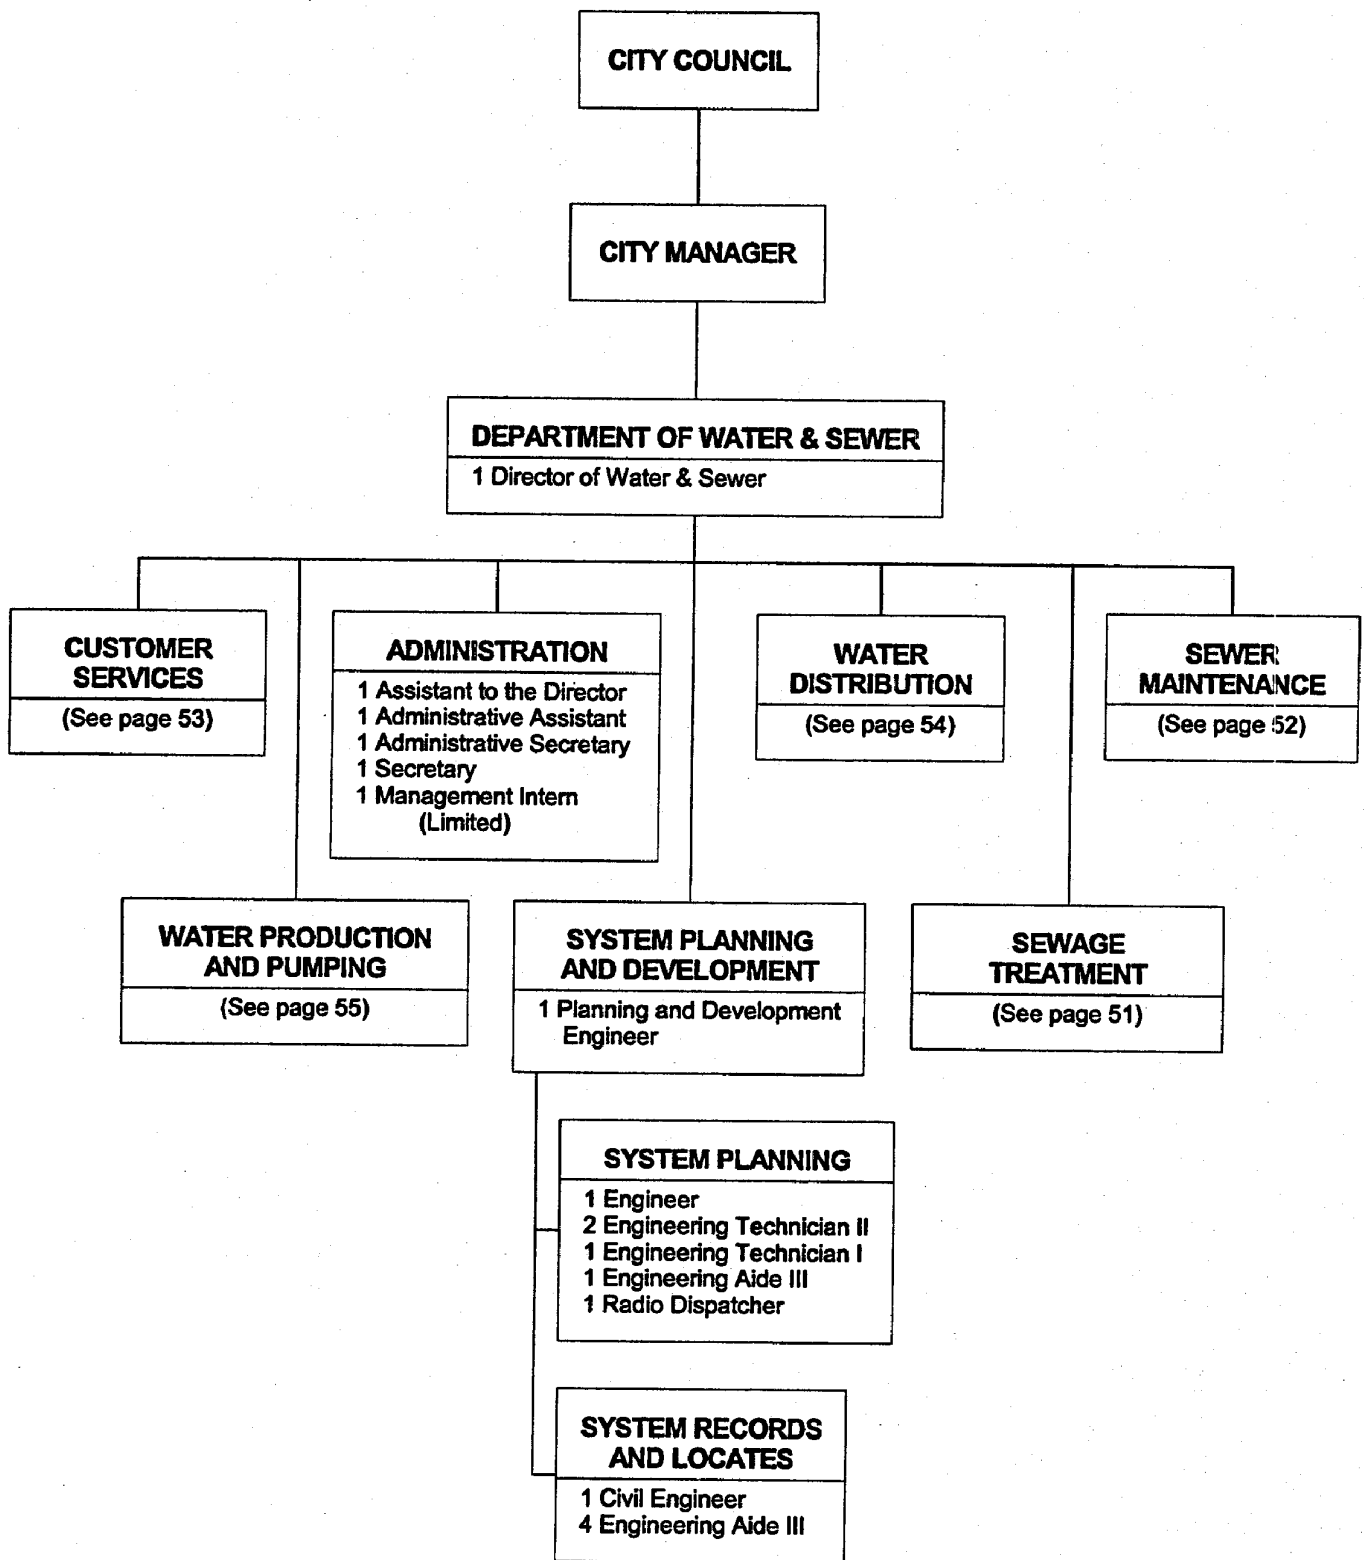 CITY COUNCIL
CITY MANAGER
DEPARTMENT OF WATER & SEWER
1 Director of Water & Sewer
CUSTOMER
SERVICES
(See page 53)
ADMINISTRATION
1 Assistant to the Director
1 Administrative Assistant
1 Administrative Secretary
1 Secretary
1 Management Intern
(Limited)
WATER
DISTRIBUTION
(See page 54)
SEWER
MAINTENANCE
(See page 52)
WATER PRODUCTION
AND PUMPING
(See page 55)
SYSTEM PLANNING
AND DEVELOPMENT
1 Planning and Development
Engineer
SEWAGE
TREATMENT
(See page 51)
SYSTEM PLANNING
1 Engineer
2 Engineering Technician II
1 Engineering Technician I
1 Engineering Aide III
1 Radio Dispatcher
SYSTEM RECORDS
AND LOCATES
1 Civil Engineer
4 Engineering Aide III